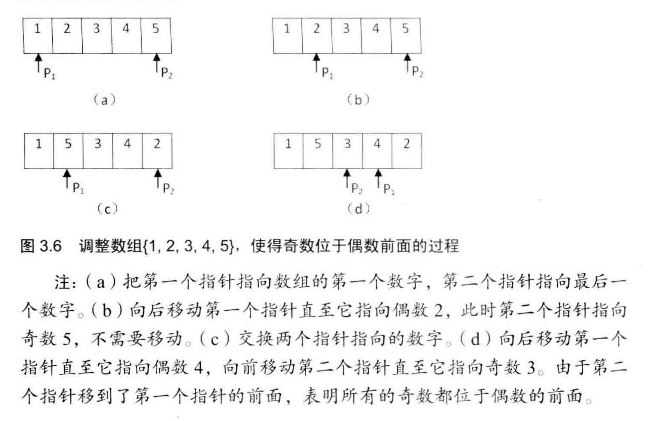 1 2 3 4 5
P₁ P₂
(a)
1 2 3 4 5
P₁ P₂
(b)
1 5 3 4 2
P₁ P₂
(c)
1 5 3 4 2
P₂ P₁
(d)
图 3.6 调整数组{1, 2, 3, 4, 5}，使得奇数位于偶数前面的过程
注：（a）把第一个指针指向数组的第一个数字，第二个指针指向最后一
个数字。（b）向后移动第一个指针直至它指向偶数 2，此时第二个指针指向
奇数 5，不需要移动。（c）交换两个指针指向的数字。（d）向后移动第一个
指针直至它指向偶数 4，向前移动第二个指针直至它指向奇数 3。由于第二
个指针移到了第一个指针的前面，表明所有的奇数都位于偶数的前面。